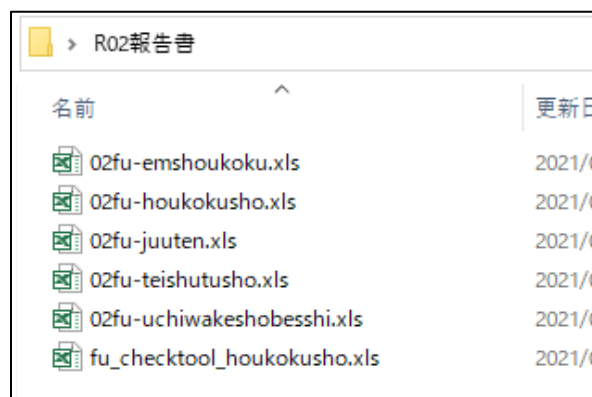 R02報告書
名前 更新日
02fu-emshoukoku.xls 2021/0
02fu-houkokusho.xls 2021/0
02fu-juuten.xls 2021/0
02fu-teishutusho.xls 2021/0
02fu-uchiwakeshobesshi.xls 2021/0
fu_checktool_houkokusho.xls 2021/0